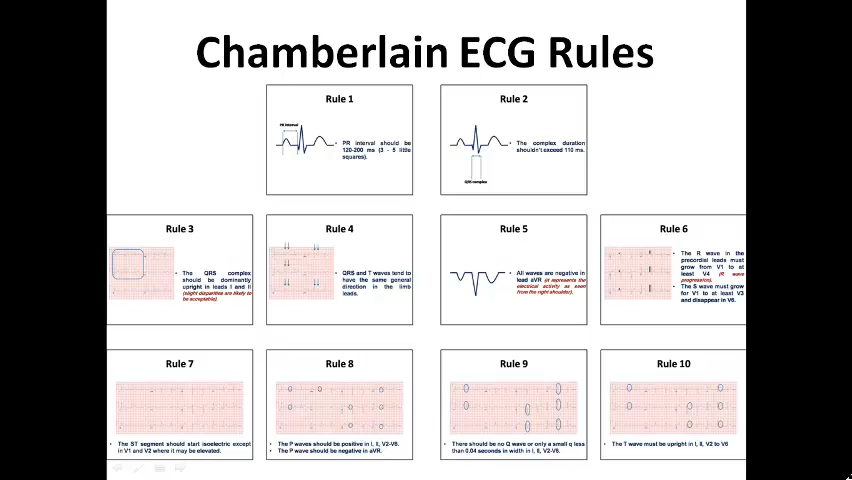 Chamberlain ECG Rules
Rule 1
PR interval
• PR interval should be
120-200 ms (3 - 5 little
squares).
Rule 2
• The complex duration
shouldn't exceed 110 ms.
QRS complex
Rule 3
• The QRS complex
should be dominantly
upright in leads I and II
(slight disparities are likely to
be acceptable)
Rule 4
• QRS and T waves tend to
have the same general
direction in the limb
leads.
Rule 5
• All waves are negative in
lead aVR (it represents the
electrical activity as seen
from the right shoulder).
Rule 6
• The R wave in the
precordial leads must
grow from V1 to at
least V4 (R wave
progression).
• The S wave must grow
for V1 to at least V3
and disappear in V6.
Rule 7
• The ST segment should start isoelectric except
in V1 and V2 where it may be elevated.
Rule 8
• The P waves should be positive in I, II, V2-V6.
• The P wave should be negative in aVR.
Rule 9
• There should be no Q wave or only a small q less
than 0.04 seconds in width in I, II, V2-V6.
Rule 10
• The T wave must be upright in I, II, V2 to V6